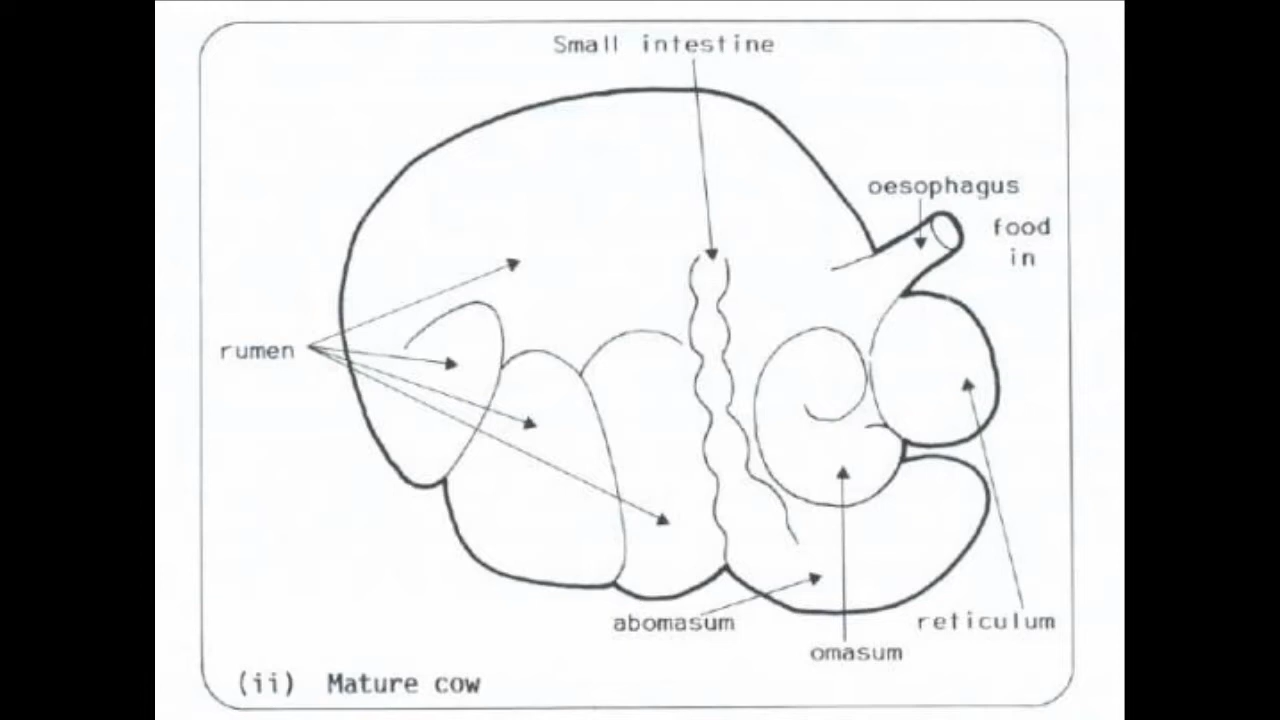 Small intestine
oesophagus
food
in
rumen
abomasum
reticulum
omasum
(ii) Mature cow